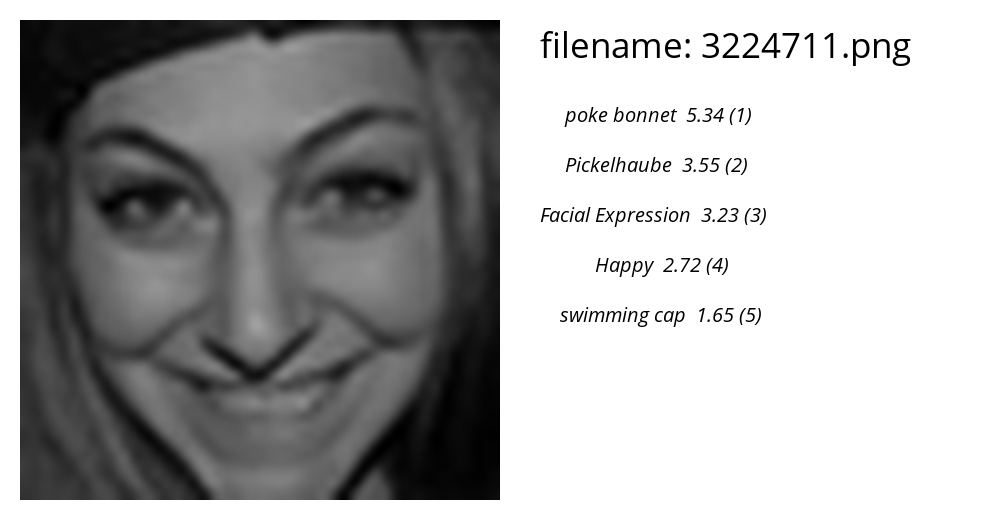 filename: 3224711.png
poke bonnet 5.34 (1)
Pickelhaube 3.55 (2)
Facial Expression 3.23 (3)
Happy 2.72 (4)
swimming cap 1.65 (5)